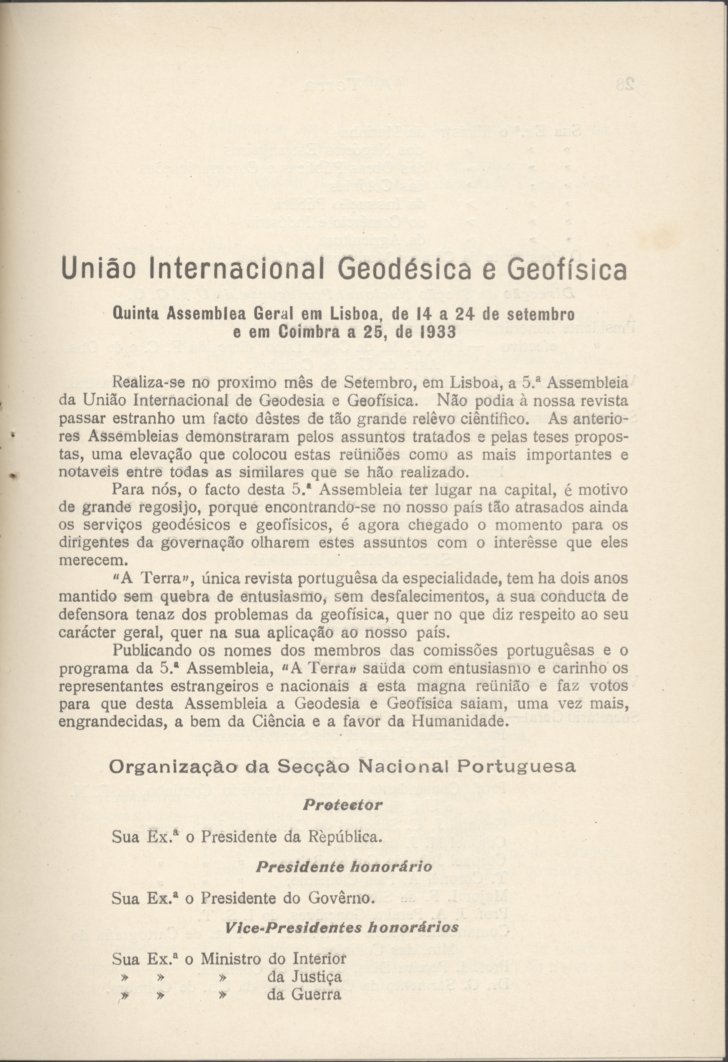 União Internacional Geodésica e Geofísica
Quinta Assemblea Geral em Lisboa, de 14 a 24 de setembro
e em Coimbra a 25, de 1933
Realiza-se no proximo mês de Setembro, em Lisboa, a 5.ª Assembleia
da União Internacional de Geodesia e Geofísica. Não podia à nossa revista
passar estranho um facto dêstes de tão grande relêvo ciêntifico. As anterio-
res Assembleias demonstraram pelos assuntos tratados e pelas teses propos-
tas, uma elevação que colocou estas reüniões como as mais importantes e
notaveis entre todas as similares que se hão realizado.
Para nós, o facto desta 5.ª Assembleia ter lugar na capital, é motivo
de grande regosijo, porque encontrando-se no nosso país tão atrasados ainda
os serviços geodésicos e geofísicos, é agora chegado o momento para os
dirigentes da governação olharem estes assuntos com o interêsse que eles
merecem.
"A Terra", única revista portuguêsa da especialidade, tem ha dois anos
mantido sem quebra de entusiasmo, sem desfalecimentos, a sua conducta de
defensora tenaz dos problemas da geofísica, quer no que diz respeito ao seu
carácter geral, quer na sua aplicação ao nosso país.
Publicando os nomes dos membros das comissões portuguêsas e o
programa da 5.ª Assembleia, "A Terra" saüda com entusiasmo e carinho os
representantes estrangeiros e nacionais a esta magna reünião e faz votos
para que desta Assembleia a Geodesia e Geofísica saiam, uma vez mais,
engrandecidas, a bem da Ciência e a favor da Humanidade.
Organização da Secção Nacional Portuguesa
Protector
Sua Ex.ª o Presidente da Rèpública.
Presidente honorário
Sua Ex.ª o Presidente do Govêrno.
Vice-Presidentes honorários
Sua Ex.ª o Ministro do Interior
» » » da Justiça
» » » da Guerra